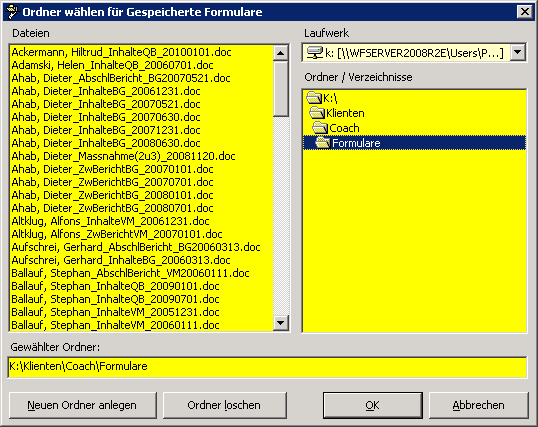 Ordner wählen für Gespeicherte Formulare
Dateien
Ackermann, Hiltrud_InhalteQB_20100101.doc
Adamski, Helen_InhalteQB_20060701.doc
Ahab, Dieter_AbschlBericht_BG20070521.doc
Ahab, Dieter_InhalteBG_20061231.doc
Ahab, Dieter_InhalteBG_20070521.doc
Ahab, Dieter_InhalteBG_20070630.doc
Ahab, Dieter_InhalteBG_20071231.doc
Ahab, Dieter_InhalteBG_20080630.doc
Ahab, Dieter_Massnahme(2u3)_20081120.doc
Ahab, Dieter_ZwBerichtBG_20070101.doc
Ahab, Dieter_ZwBerichtBG_20070701.doc
Ahab, Dieter_ZwBerichtBG_20080101.doc
Ahab, Dieter_ZwBerichtBG_20080701.doc
Altklug, Alfons_InhalteVM_20061231.doc
Altklug, Alfons_ZwBerichtVM_20070101.doc
Aufschrei, Gerhard_AbschlBericht_BG20060313.doc
Aufschrei, Gerhard_InhalteBG_20060313.doc
Ballauf, Stephan_AbschlBericht_VM20060111.doc
Ballauf, Stephan_InhalteQB_20090101.doc
Ballauf, Stephan_InhalteQB_20090701.doc
Ballauf, Stephan_InhalteVM_20051231.doc
Ballauf, Stephan_InhalteVM_20060111.doc
Laufwerk
k: [\\WFSERVER2008R2E\Users\P...]
Ordner / Verzeichnisse
K:\
Klienten
Coach
Formulare
Gewählter Ordner:
K:\Klienten\Coach\Formulare
Neuen Ordner anlegen
Ordner loschen
OK
Abbrechen